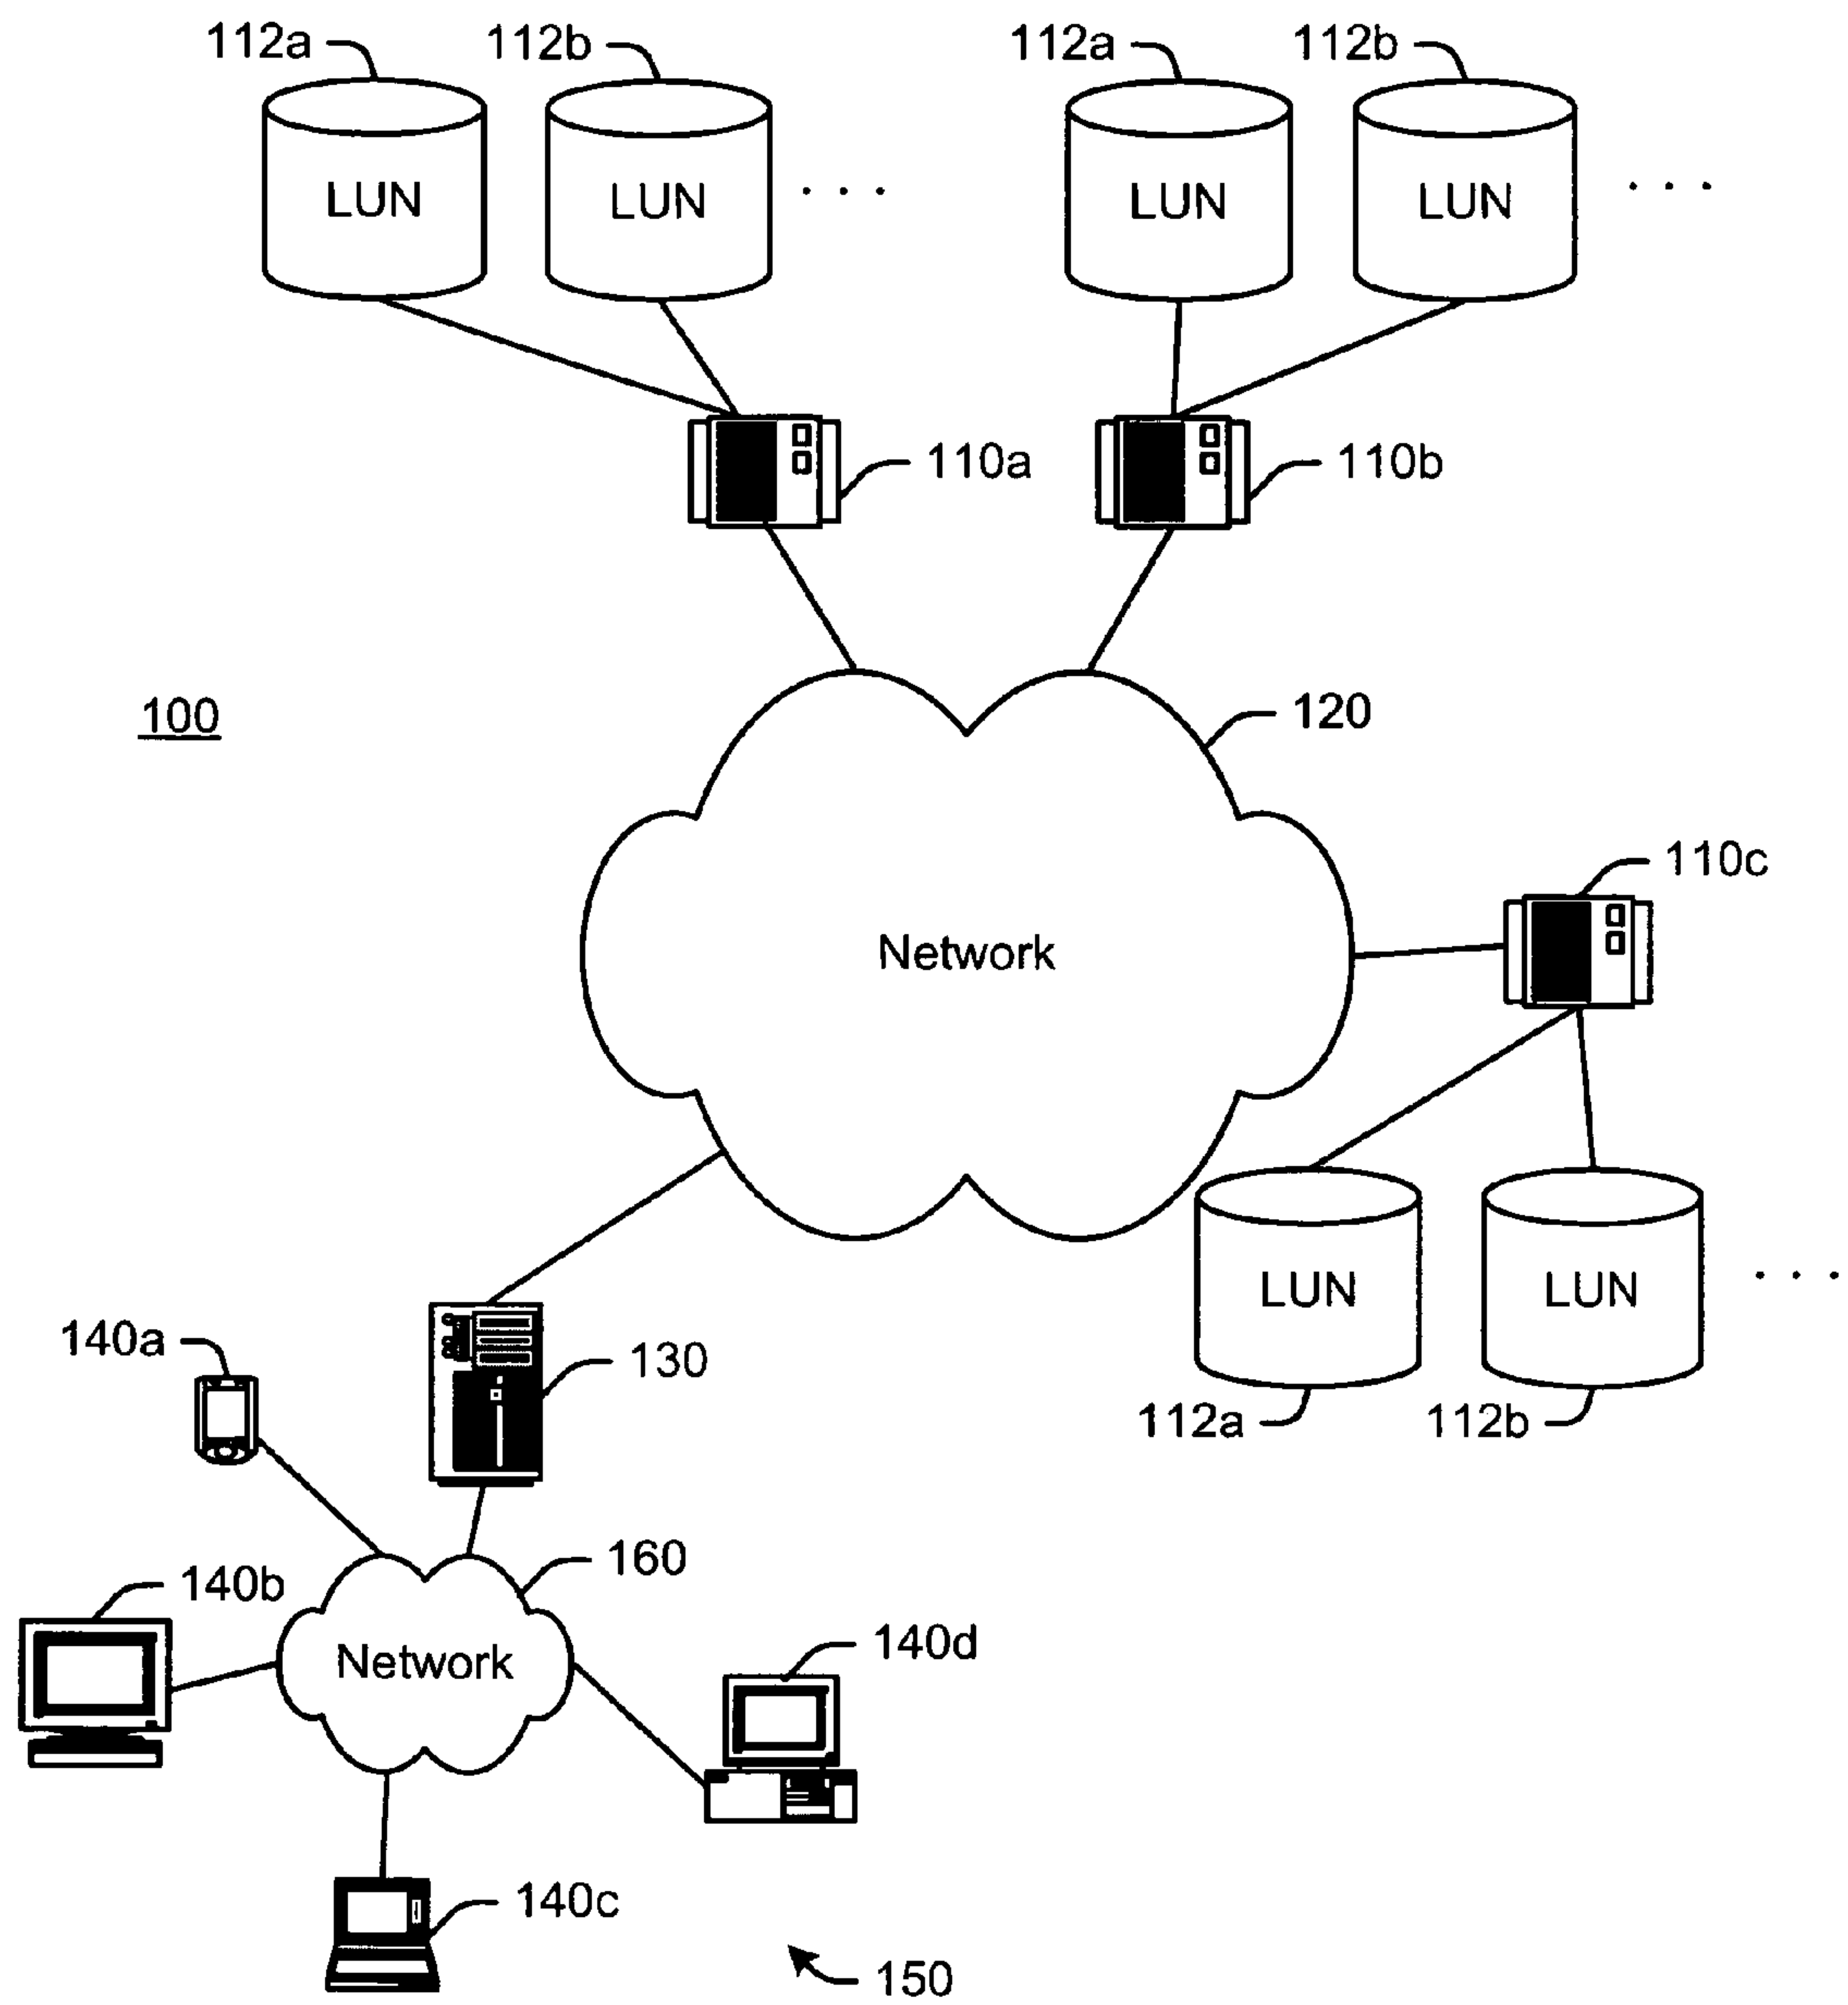 112a
112b
112a
112b
LUN
LUN
. . .
LUN
LUN
. . .
110a
110b
100
120
110c
Network
LUN
LUN
. . .
140a
130
112a
112b
160
140b
Network
140d
140c
150